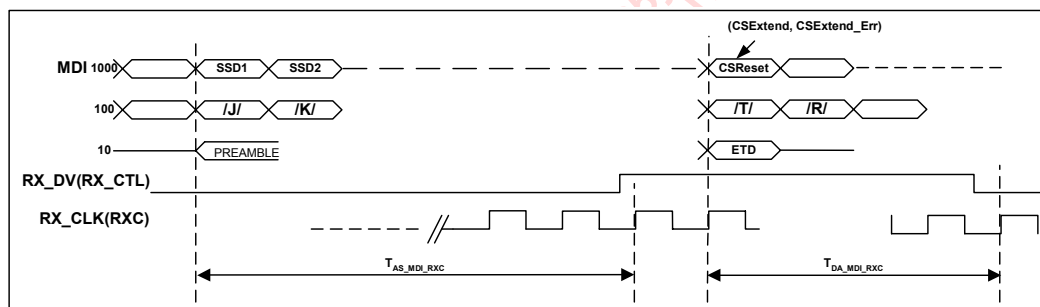 (CSExtend, CSExtend_Err)
MDI 1000 SSD1 SSD2 CSReset
100 /J/ /K/ /T/ /R/
10 PREAMBLE ETD
RX_DV(RX_CTL)
RX_CLK(RXC)
TAS_MDI_RXC TDA_MDI_RXC